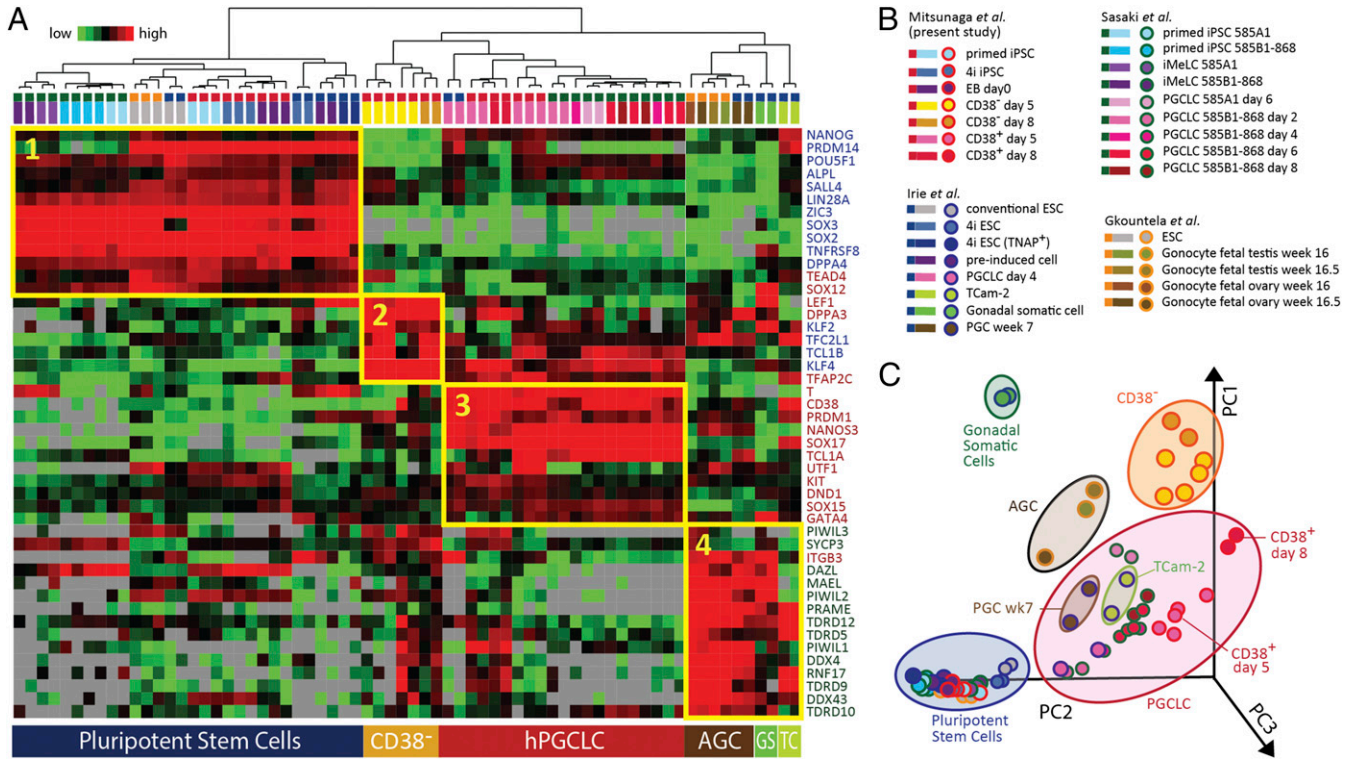 A
low
high
1
2
3
4
NANOG
PRDM14
POU5F1
ALPL
SALL4
LIN28A
ZIC3
SOX3
SOX2
TNFRSF8
DPPA4
TEAD4
SOX12
LEF1
DPPA3
KLF2
TFC2L1
TCL1B
KLF4
TFAP2C
T
CD38
PRDM1
NANOS3
SOX17
TCL1A
UTF1
KIT
DND1
SOX15
GATA4
PIWIL3
SYCP3
ITGB3
DAZL
MAEL
PIWIL2
PRAME
TDRD12
TDRD5
PIWIL1
DDX4
RNF17
TDRD9
DDX43
TDRD10
Pluripotent Stem Cells
CD38⁻
hPGCLC
AGC
GS
TC
B
Mitsunaga et al.
(present study)
primed iPSC
4i iPSC
EB day0
CD38⁻ day 5
CD38⁻ day 8
CD38⁺ day 5
CD38⁺ day 8
Sasaki et al.
primed iPSC 585A1
primed iPSC 585B1-868
iMeLC 585A1
iMeLC 585B1-868
PGCLC 585A1 day 6
PGCLC 585B1-868 day 2
PGCLC 585B1-868 day 4
PGCLC 585B1-868 day 6
PGCLC 585B1-868 day 8
Irie et al.
conventional ESC
4i ESC
4i ESC (TNAP⁺)
pre-induced cell
PGCLC day 4
TCam-2
Gonadal somatic cell
PGC week 7
Gkountela et al.
ESC
Gonocyte fetal testis week 16
Gonocyte fetal testis week 16.5
Gonocyte fetal ovary week 16
Gonocyte fetal ovary week 16.5
C
Gonadal
Somatic
Cells
CD38⁻
PC1
AGC
CD38⁺
day 8
TCam-2
PGC wk7
CD38⁺
day 5
PGCLC
PC2
PC3
Pluripotent
Stem Cells